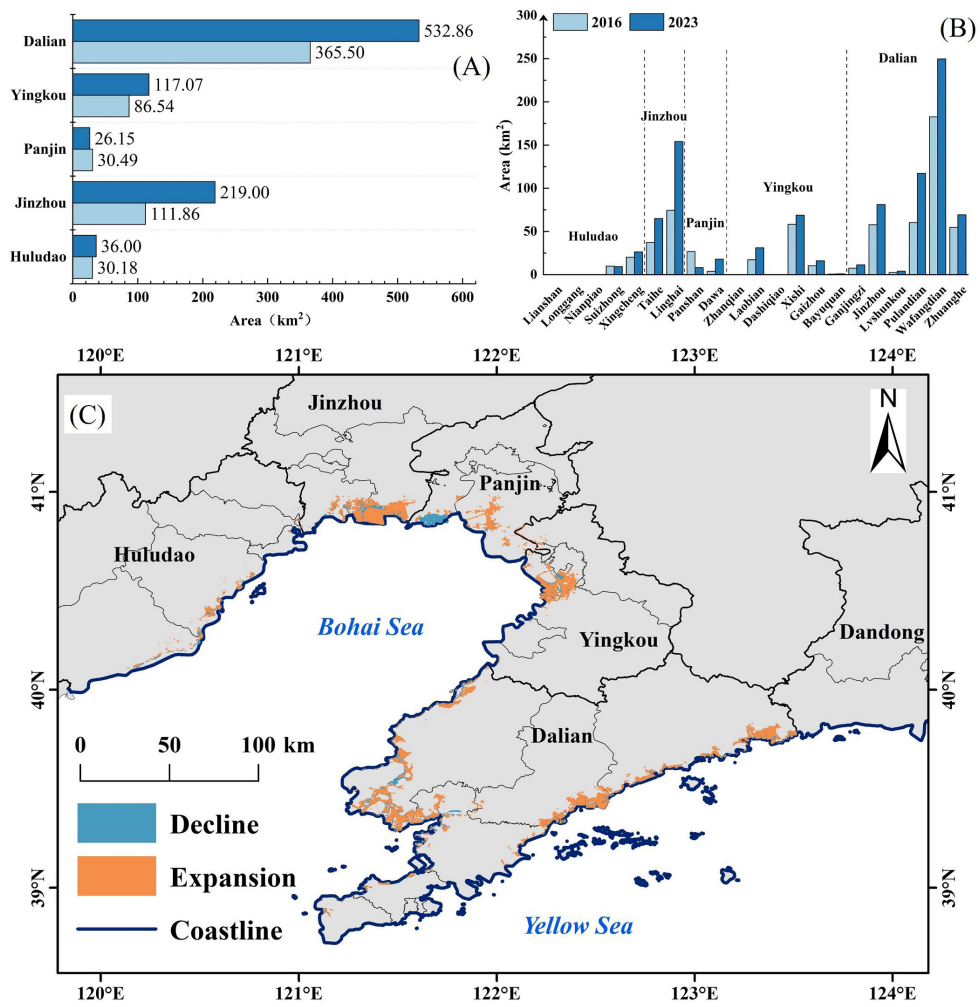 Dalian
532.86
365.50
(A)
Yingkou
117.07
86.54
Panjin
26.15
30.49
Jinzhou
219.00
111.86
Huludao
36.00
30.18
0 100 200 300 400 500 600
Area (km²)
2016 2023
(B)
Dalian
Jinzhou
Yingkou
Panjin
Huludao
Area (km²)
250
200
150
100
50
0
Lianshan
Longgang
Nianpiao
Suizhong
Xingcheng
Taihe
Linghai
Panshan
Dawa
Zhanqian
Laobian
Dashiqiao
Xishi
Gaizhou
Bayuquan
Ganjingzi
Jinzhou
Lvshunkou
Pulandian
Wafangdian
Zhuanghe
120°E 121°E 122°E 123°E 124°E
(C)
Jinzhou
N
Panjin
41°N 41°N
Huludao
Bohai Sea
Yingkou
Dandong
40°N 40°N
Dalian
0 50 100 km
Decline
Expansion
Coastline
39°N 39°N
Yellow Sea
120°E 121°E 122°E 123°E 124°E